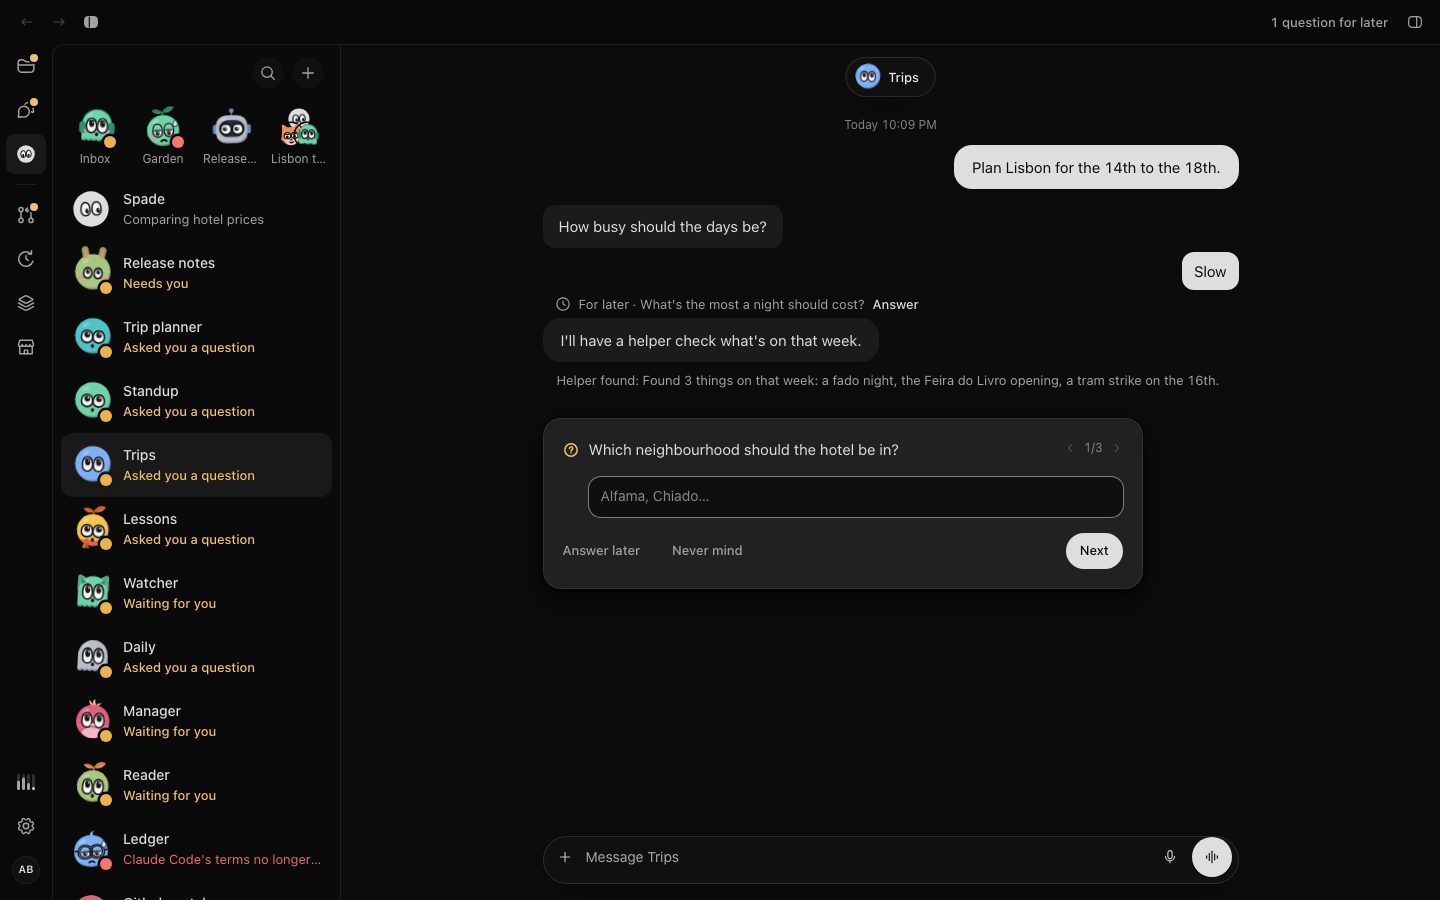 1 question for later
Inbox
Garden
Release...
Lisbon t...
Spade
Comparing hotel prices
Release notes
Needs you
Trip planner
Asked you a question
Standup
Asked you a question
Trips
Asked you a question
Lessons
Asked you a question
Watcher
Waiting for you
Daily
Asked you a question
Manager
Waiting for you
Reader
Waiting for you
Ledger
Claude Code's terms no longer...
AB
Trips
Today 10:09 PM
Plan Lisbon for the 14th to the 18th.
How busy should the days be?
Slow
For later · What's the most a night should cost? Answer
I'll have a helper check what's on that week.
Helper found: Found 3 things on that week: a fado night, the Feira do Livro opening, a tram strike on the 16th.
Which neighbourhood should the hotel be in?
1/3
Alfama, Chiado...
Answer later
Never mind
Next
Message Trips